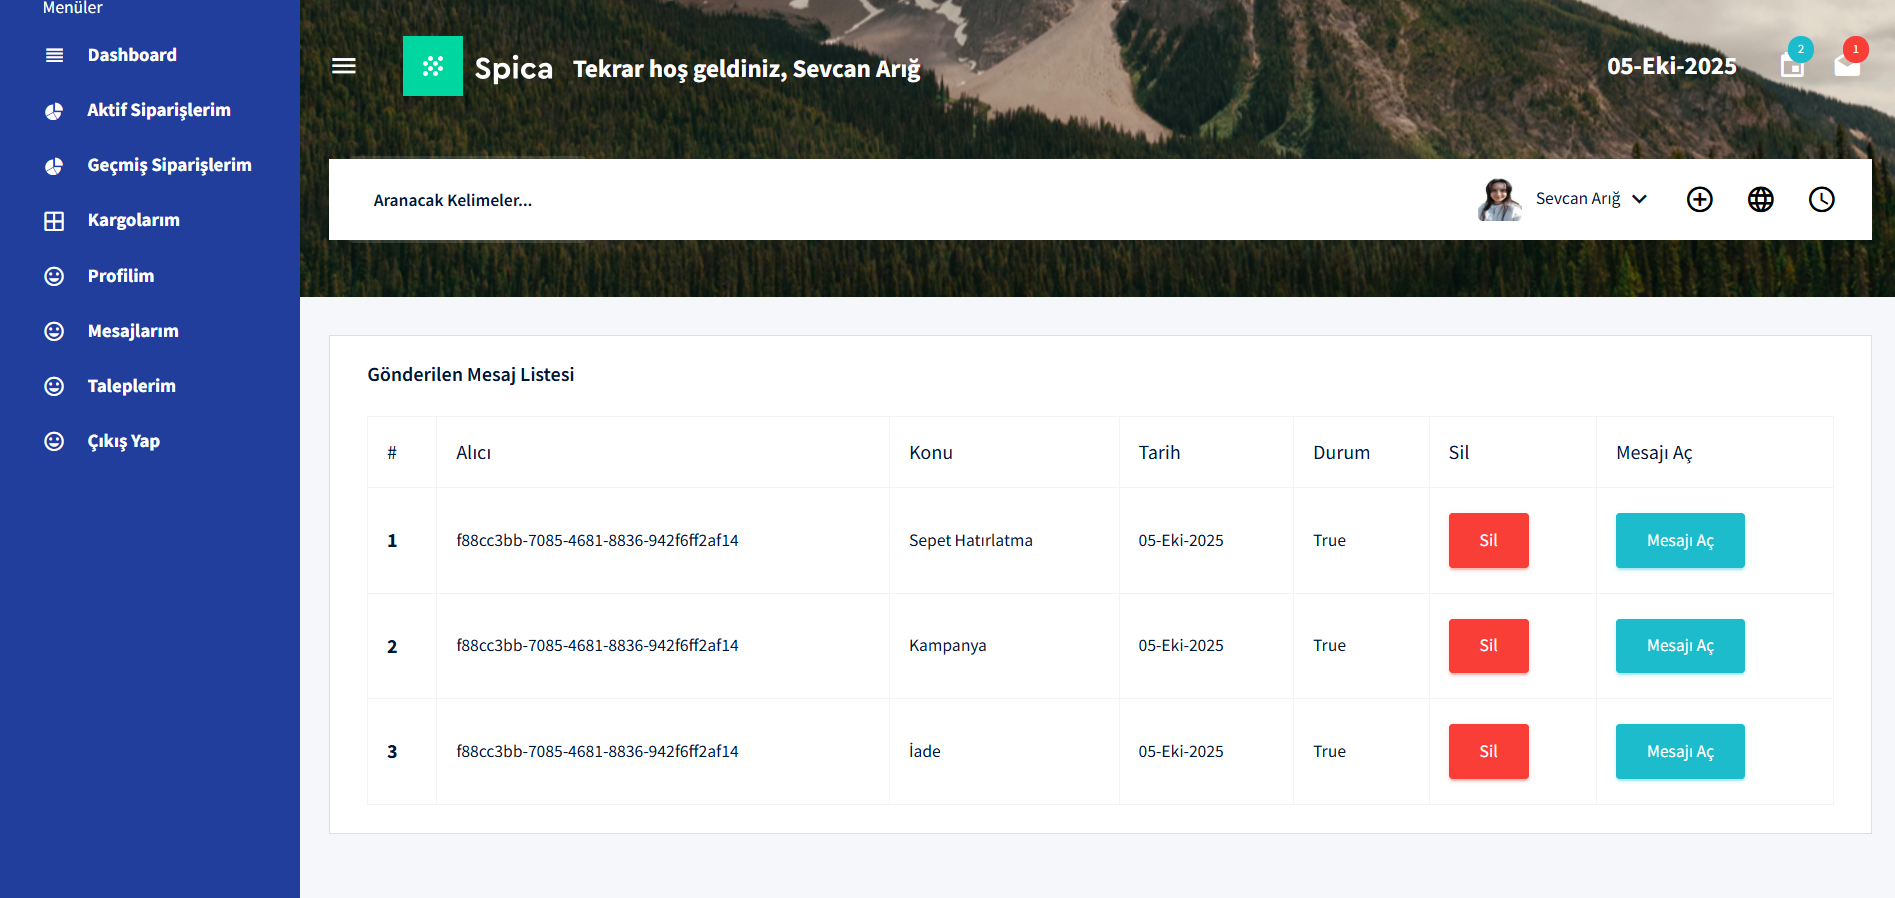 Menüler
Dashboard
Aktif Siparişlerim
Geçmiş Siparişlerim
Kargolarım
Profilim
Mesajlarım
Taleplerim
Çıkış Yap
Spica Tekrar hoş geldiniz, Sevcan Arığ 05-Eki-2025 2 1
Aranacak Kelimeler... Sevcan Arığ
Gönderilen Mesaj Listesi
# Alıcı Konu Tarih Durum Sil Mesajı Aç
1 f88cc3bb-7085-4681-8836-942f6ff2af14 Sepet Hatırlatma 05-Eki-2025 True Sil Mesajı Aç
2 f88cc3bb-7085-4681-8836-942f6ff2af14 Kampanya 05-Eki-2025 True Sil Mesajı Aç
3 f88cc3bb-7085-4681-8836-942f6ff2af14 İade 05-Eki-2025 True Sil Mesajı Aç